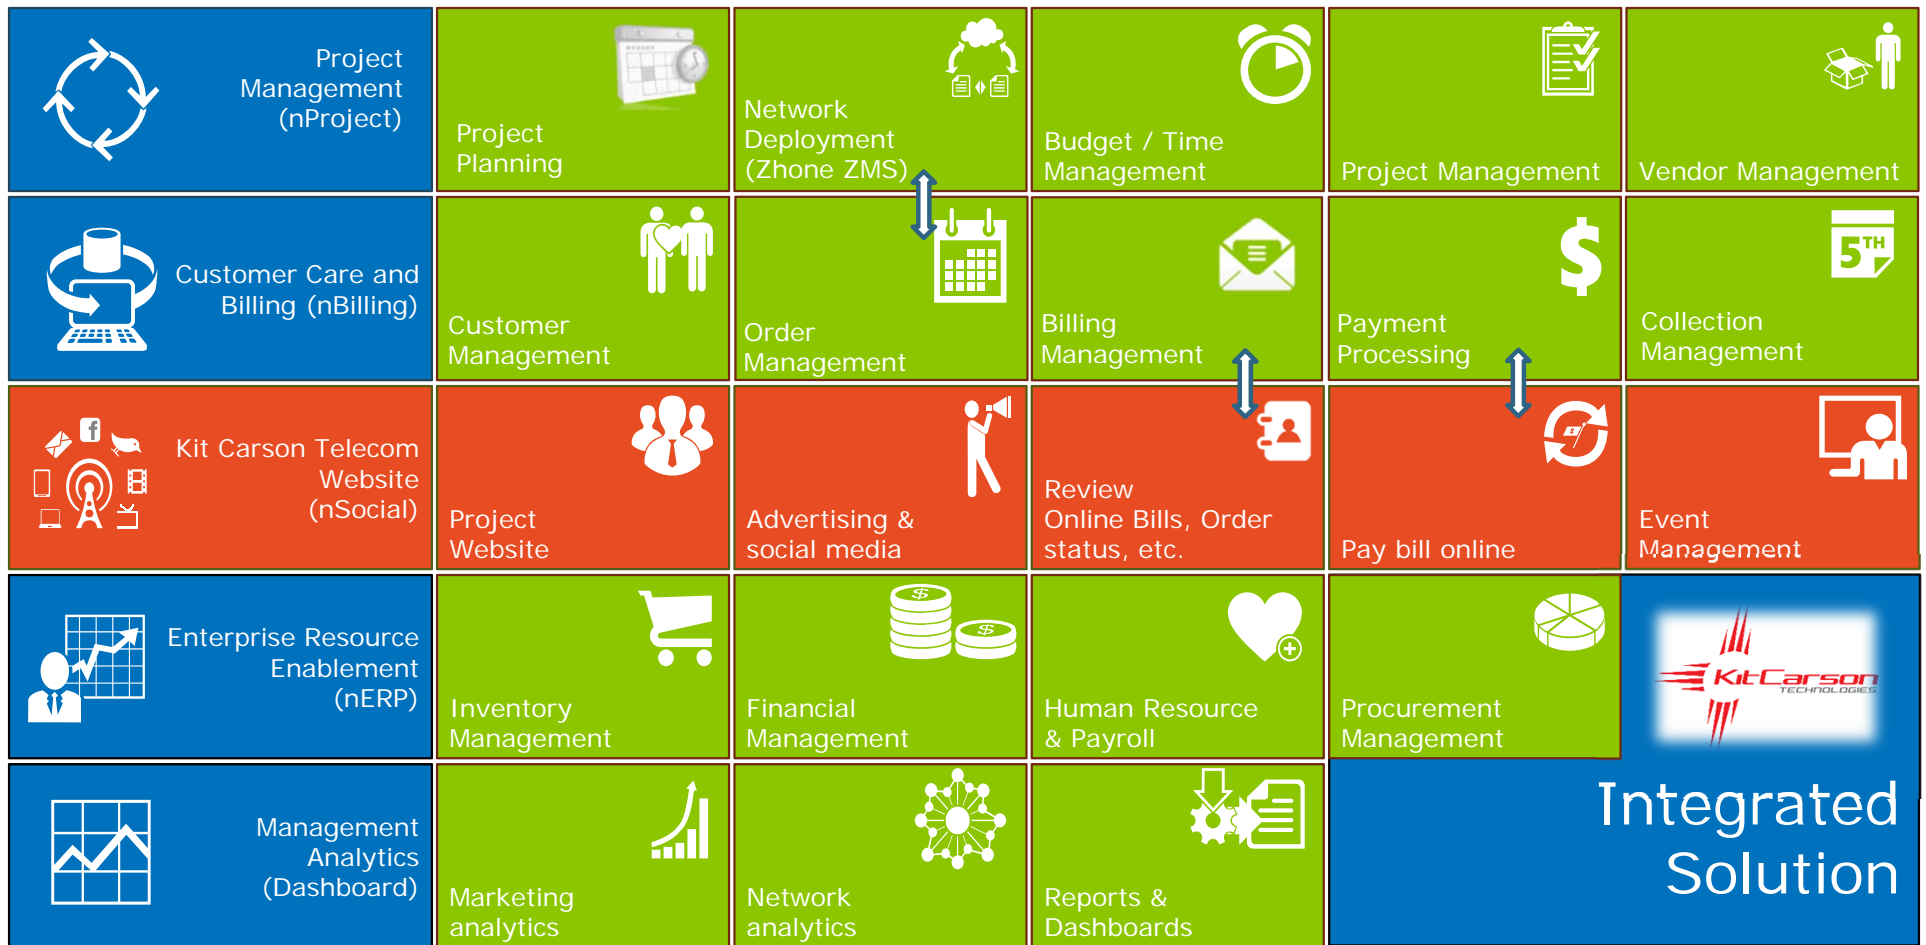 Project
Management
(nProject)
Project
Planning
Network
Deployment
(Zhone ZMS)
Budget / Time
Management
Project Management
Vendor Management
Customer Care and
Billing (nBilling)
Customer
Management
Order
Management
Billing
Management
$
Payment
Processing
5TH
Collection
Management
f
Kit Carson Telecom
Website
(nSocial)
Project
Website
Advertising &
social media
Review
Online Bills, Order
status, etc.
$
Pay bill online
Event
Management
Enterprise Resource
Enablement
(nERP)
Inventory
Management
$
$
Financial
Management
Human Resource
& Payroll
Procurement
Management
KitCarson
TECHNOLOGIES
Integrated
Solution
Management
Analytics
(Dashboard)
Marketing
analytics
Network
analytics
Reports &
Dashboards